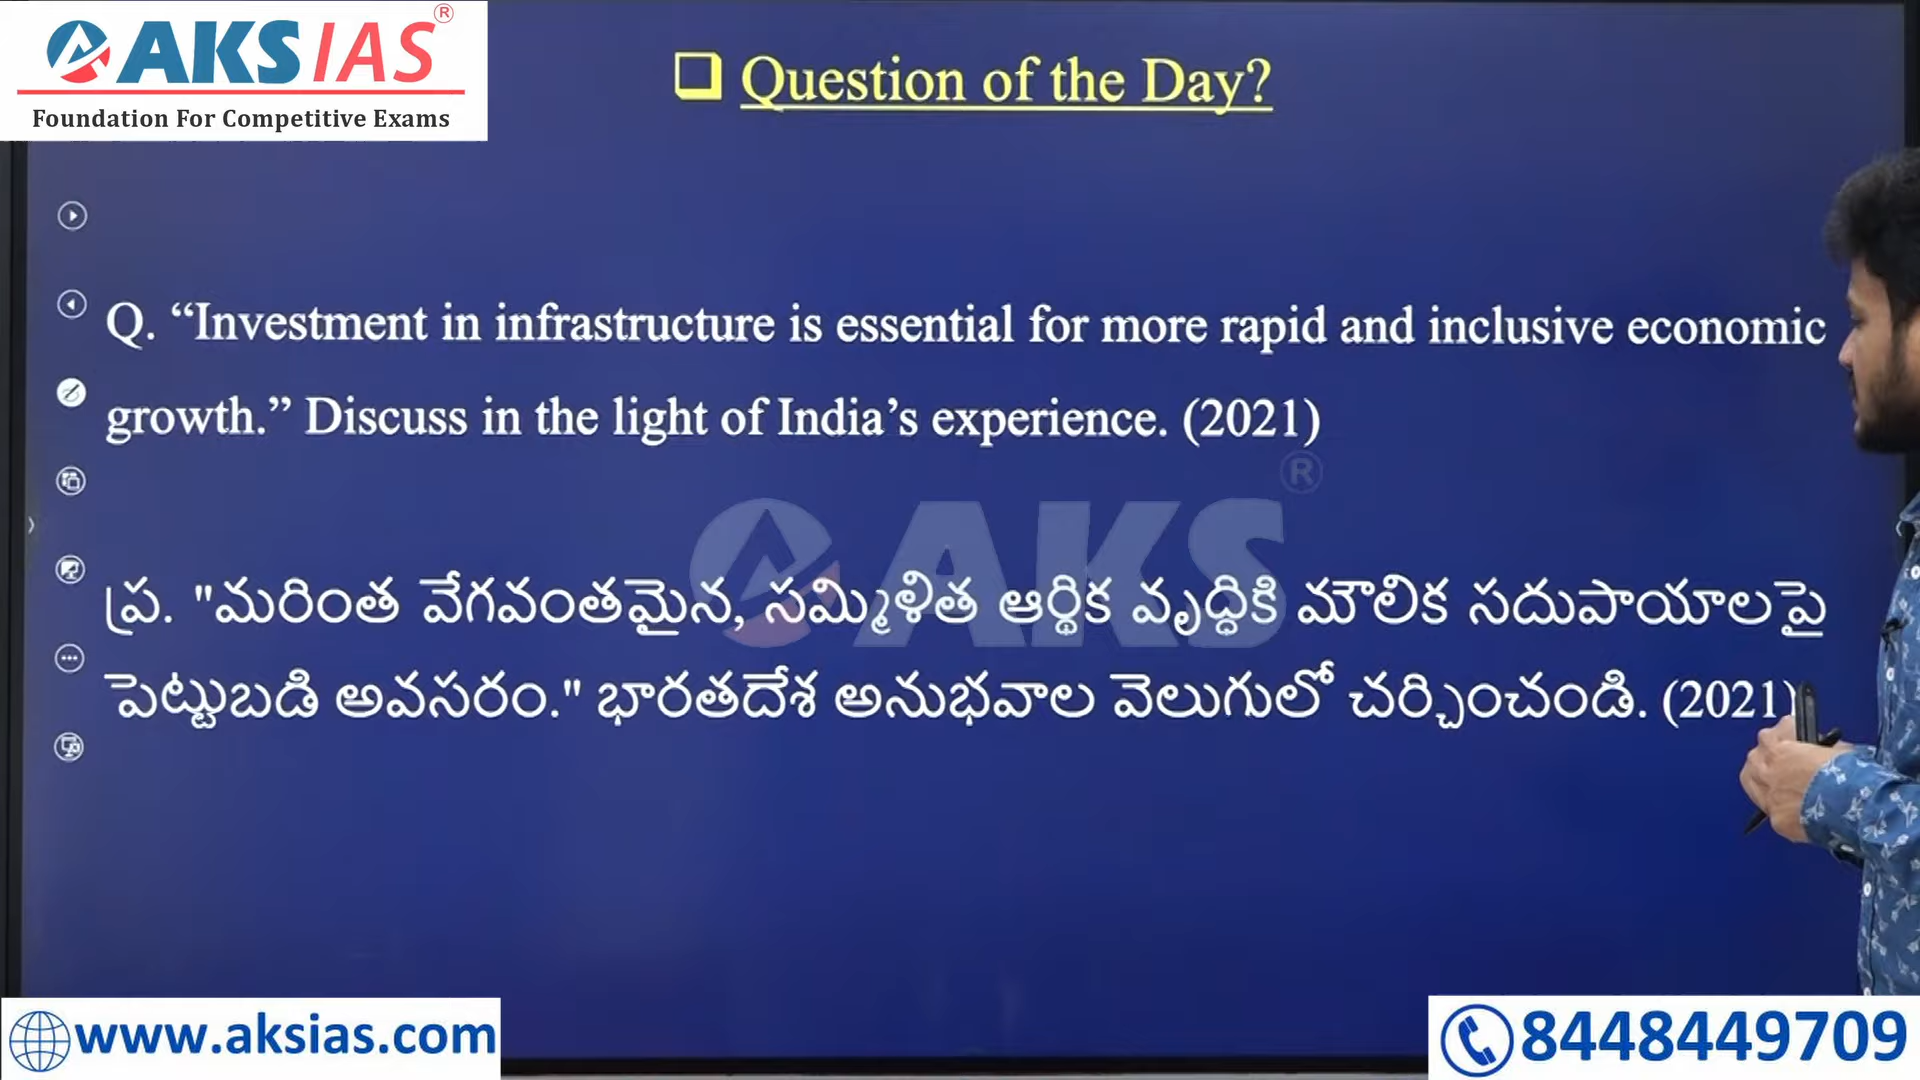 AKS IAS®
Foundation For Competitive Exams
Question of the Day?
Q. “Investment in infrastructure is essential for more rapid and inclusive economic
growth.” Discuss in the light of India’s experience. (2021)
AKS®
ప్ర. "మరింత వేగవంతమైన, సమ్మిళిత ఆర్థిక వృద్ధికి మౌలిక సదుపాయాలపై
పెట్టుబడి అవసరం." భారతదేశ అనుభవాల వెలుగులో చర్చించండి. (2021)
www.aksias.com
8448449709